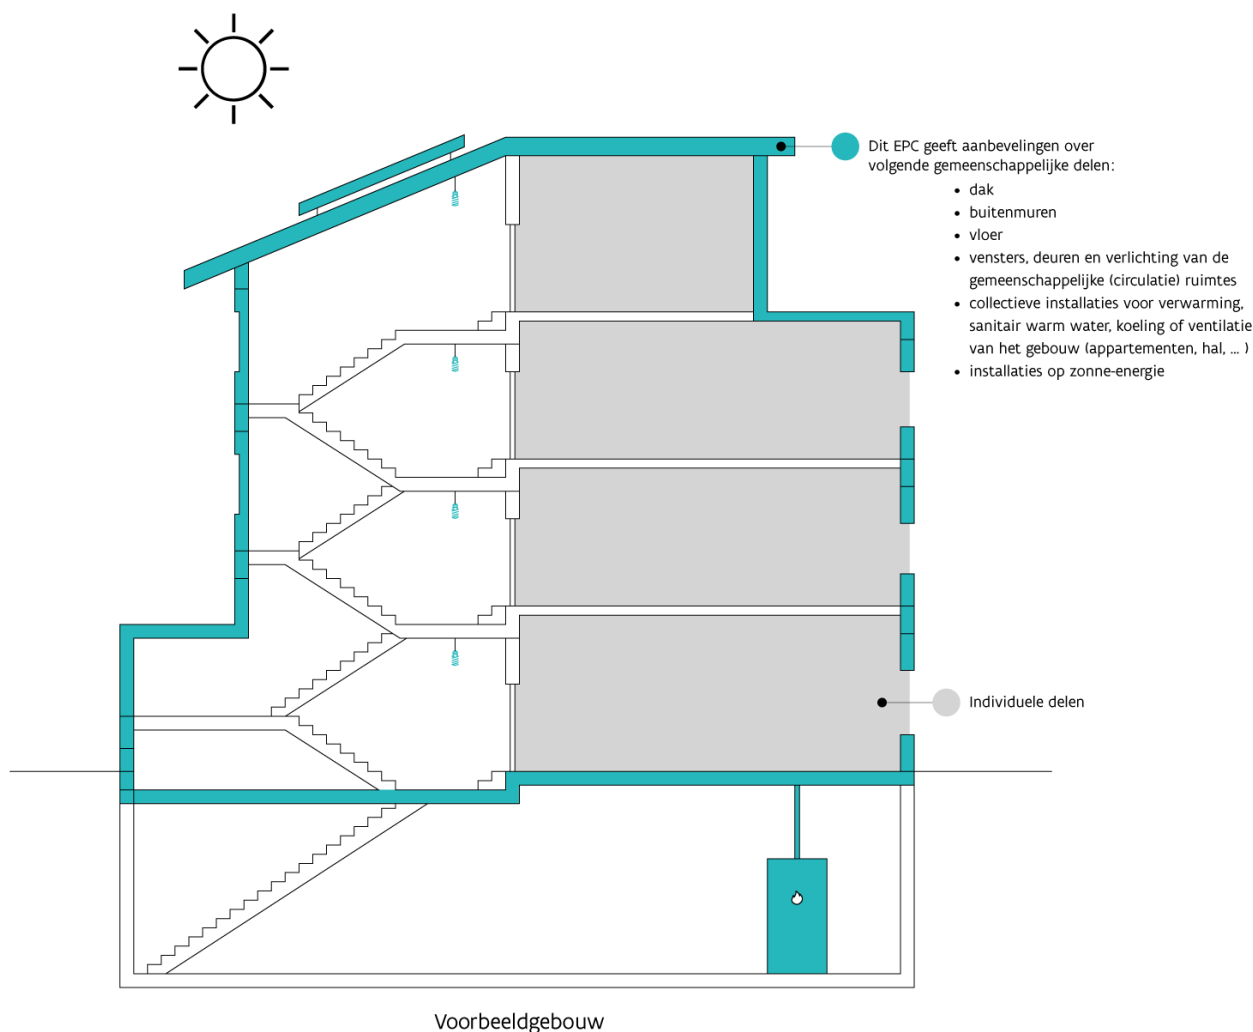 Dit EPC geeft aanbevelingen over
volgende gemeenschappelijke delen:
• dak
• buitenmuren
• vloer
• vensters, deuren en verlichting van de
gemeenschappelijke (circulatie) ruimtes
• collectieve installaties voor verwarming,
sanitair warm water, koeling of ventilatie
van het gebouw (appartementen, hal, ... )
• installaties op zonne-energie
Individuele delen
Voorbeeldgebouw